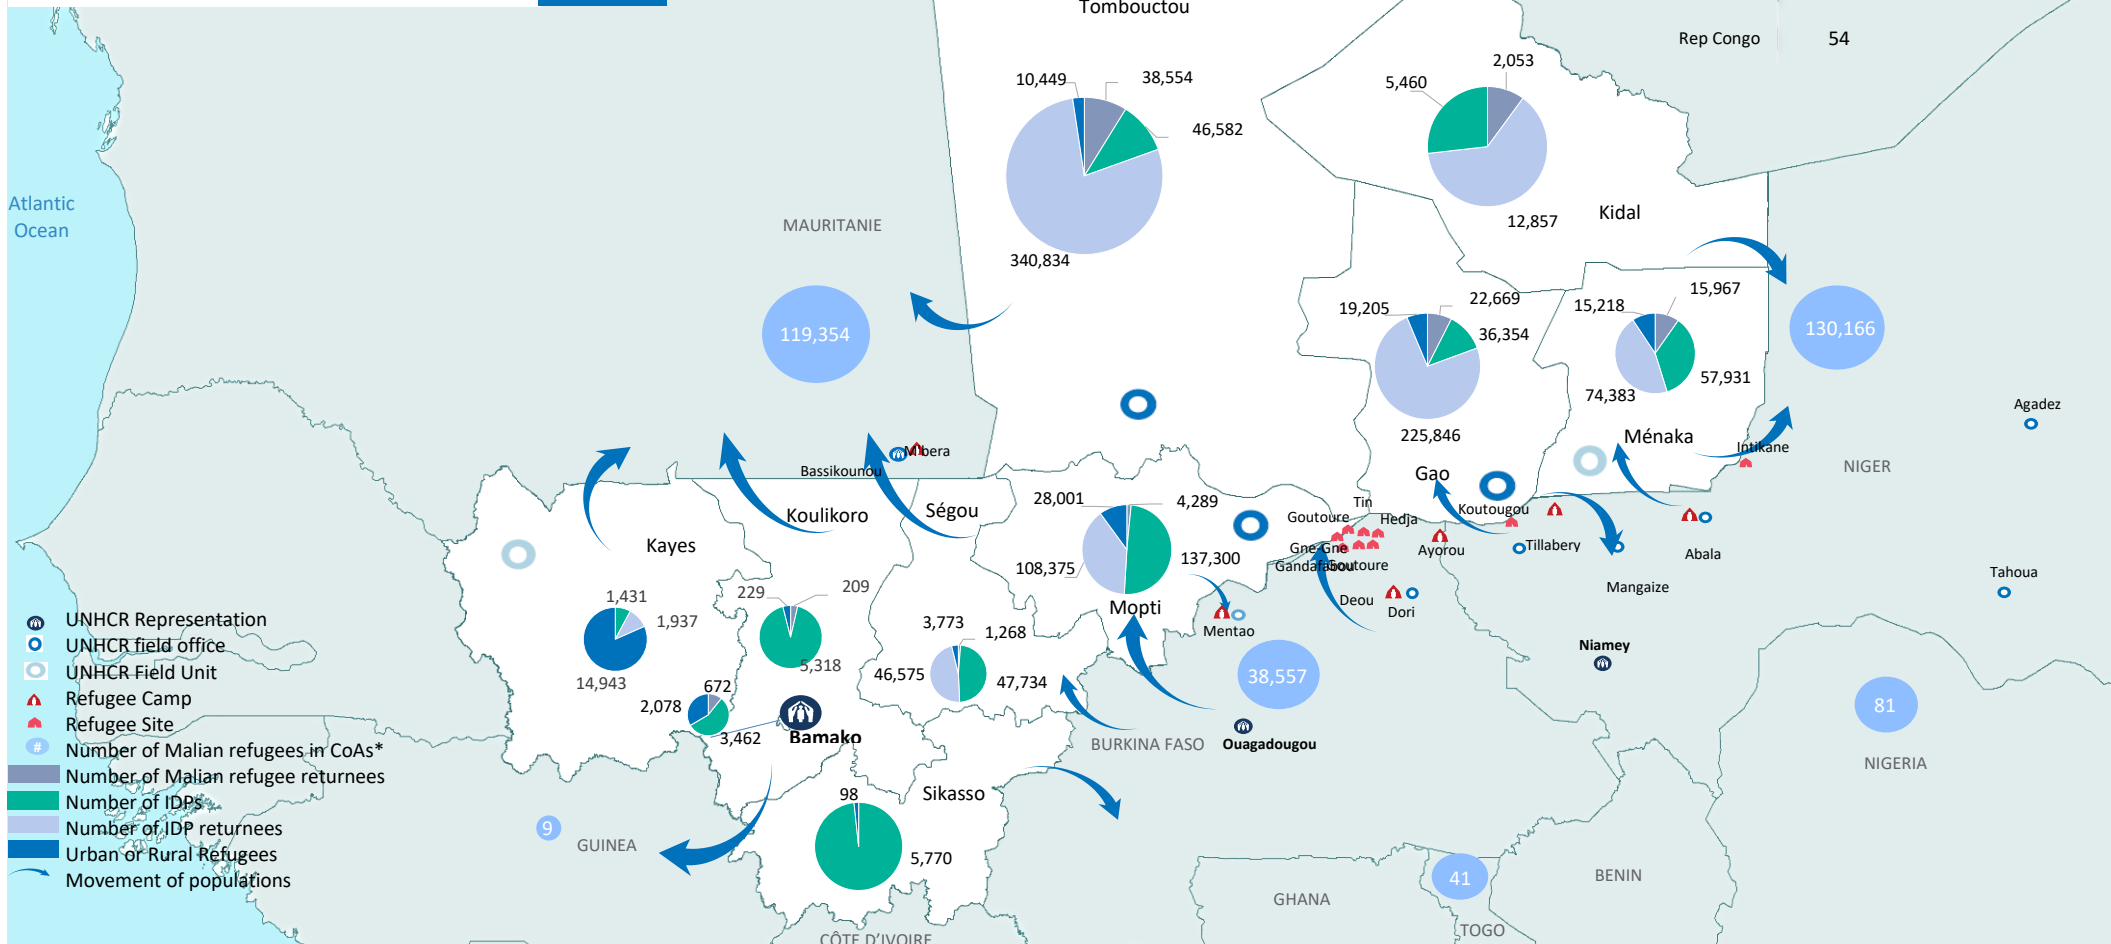 Tombouctou
Rep Congo 54
10,449
38,554
46,582
340,834
5,460
2,053
12,857
Kidal
Atlantic
Ocean
MAURITANIE
119,354
19,205
22,669
36,354
225,846
Gao
15,218
15,967
57,931
74,383
Ménaka
130,166
Agadez
Intikane
NIGER
M'bera
Bassikounou
Koulikoro
Ségou
Kayes
28,001
4,289
137,300
108,375
Mopti
Tin
Goutoure
Hedja
Koutougou
Gne-Gne
Gandafabou
Goutoure
Ayorou
Tillabery
Abala
Mangaize
Tahoua
Deou
Dori
Mentao
Niamey
1,431
1,937
14,943
229
209
5,318
3,773
1,268
46,575
47,734
38,557
672
2,078
3,462
Bamako
BURKINA FASO
Ouagadougou
81
NIGERIA
98
5,770
Sikasso
9
GUINEA
41
GHANA
BENIN
TOGO
CÔTE D'IVOIRE
UNHCR Representation
UNHCR field office
UNHCR Field Unit
Refugee Camp
Refugee Site
# Number of Malian refugees in CoAs*
Number of Malian refugee returnees
Number of IDPs
Number of IDP returnees
Urban or Rural Refugees
Movement of populations